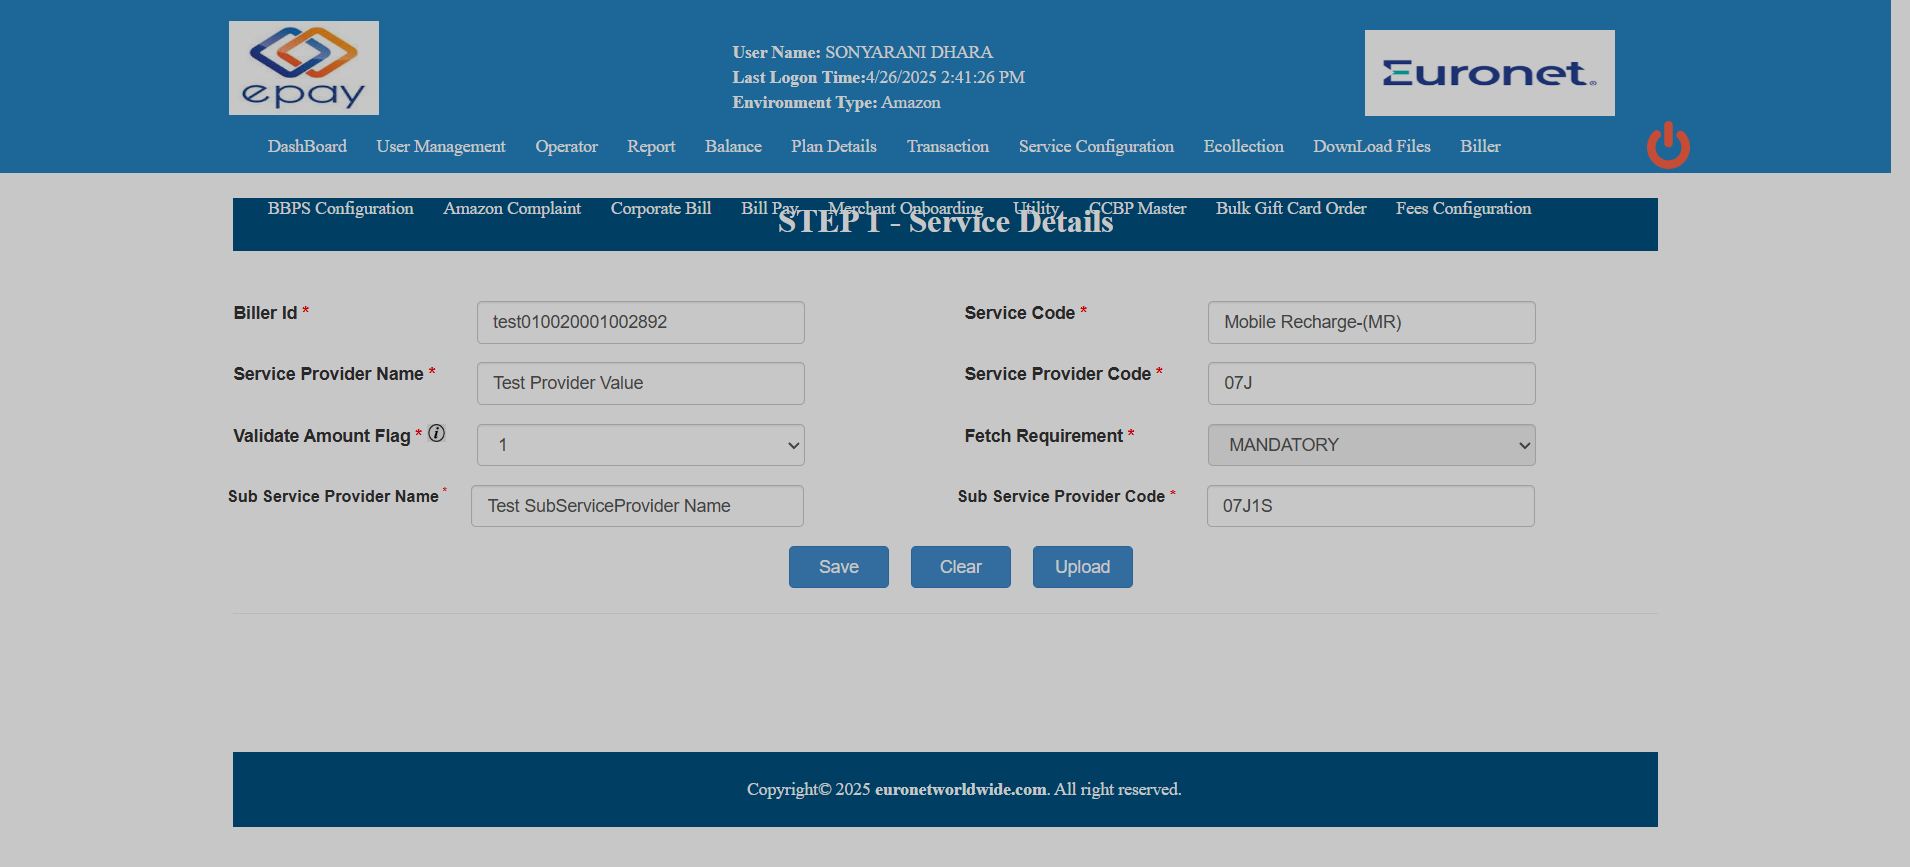 epay
User Name: SONYARANI DHARA
Last Logon Time:4/26/2025 2:41:26 PM
Environment Type: Amazon
Euronet
DashBoard User Management Operator Report Balance Plan Details Transaction Service Configuration Ecollection DownLoad Files Biller
BBPS Configuration Amazon Complaint Corporate Bill Bill Pay Merchant Onboarding Utility CCBP Master Bulk Gift Card Order Fees Configuration
STEP 1 - Service Details
Biller Id * test010020001002892 Service Code * Mobile Recharge-(MR)
Service Provider Name * Test Provider Value Service Provider Code * 07J
Validate Amount Flag * i 1 Fetch Requirement * MANDATORY
Sub Service Provider Name * Test SubServiceProvider Name Sub Service Provider Code * 07J1S
Save Clear Upload
Copyright© 2025 euronetworldwide.com. All right reserved.